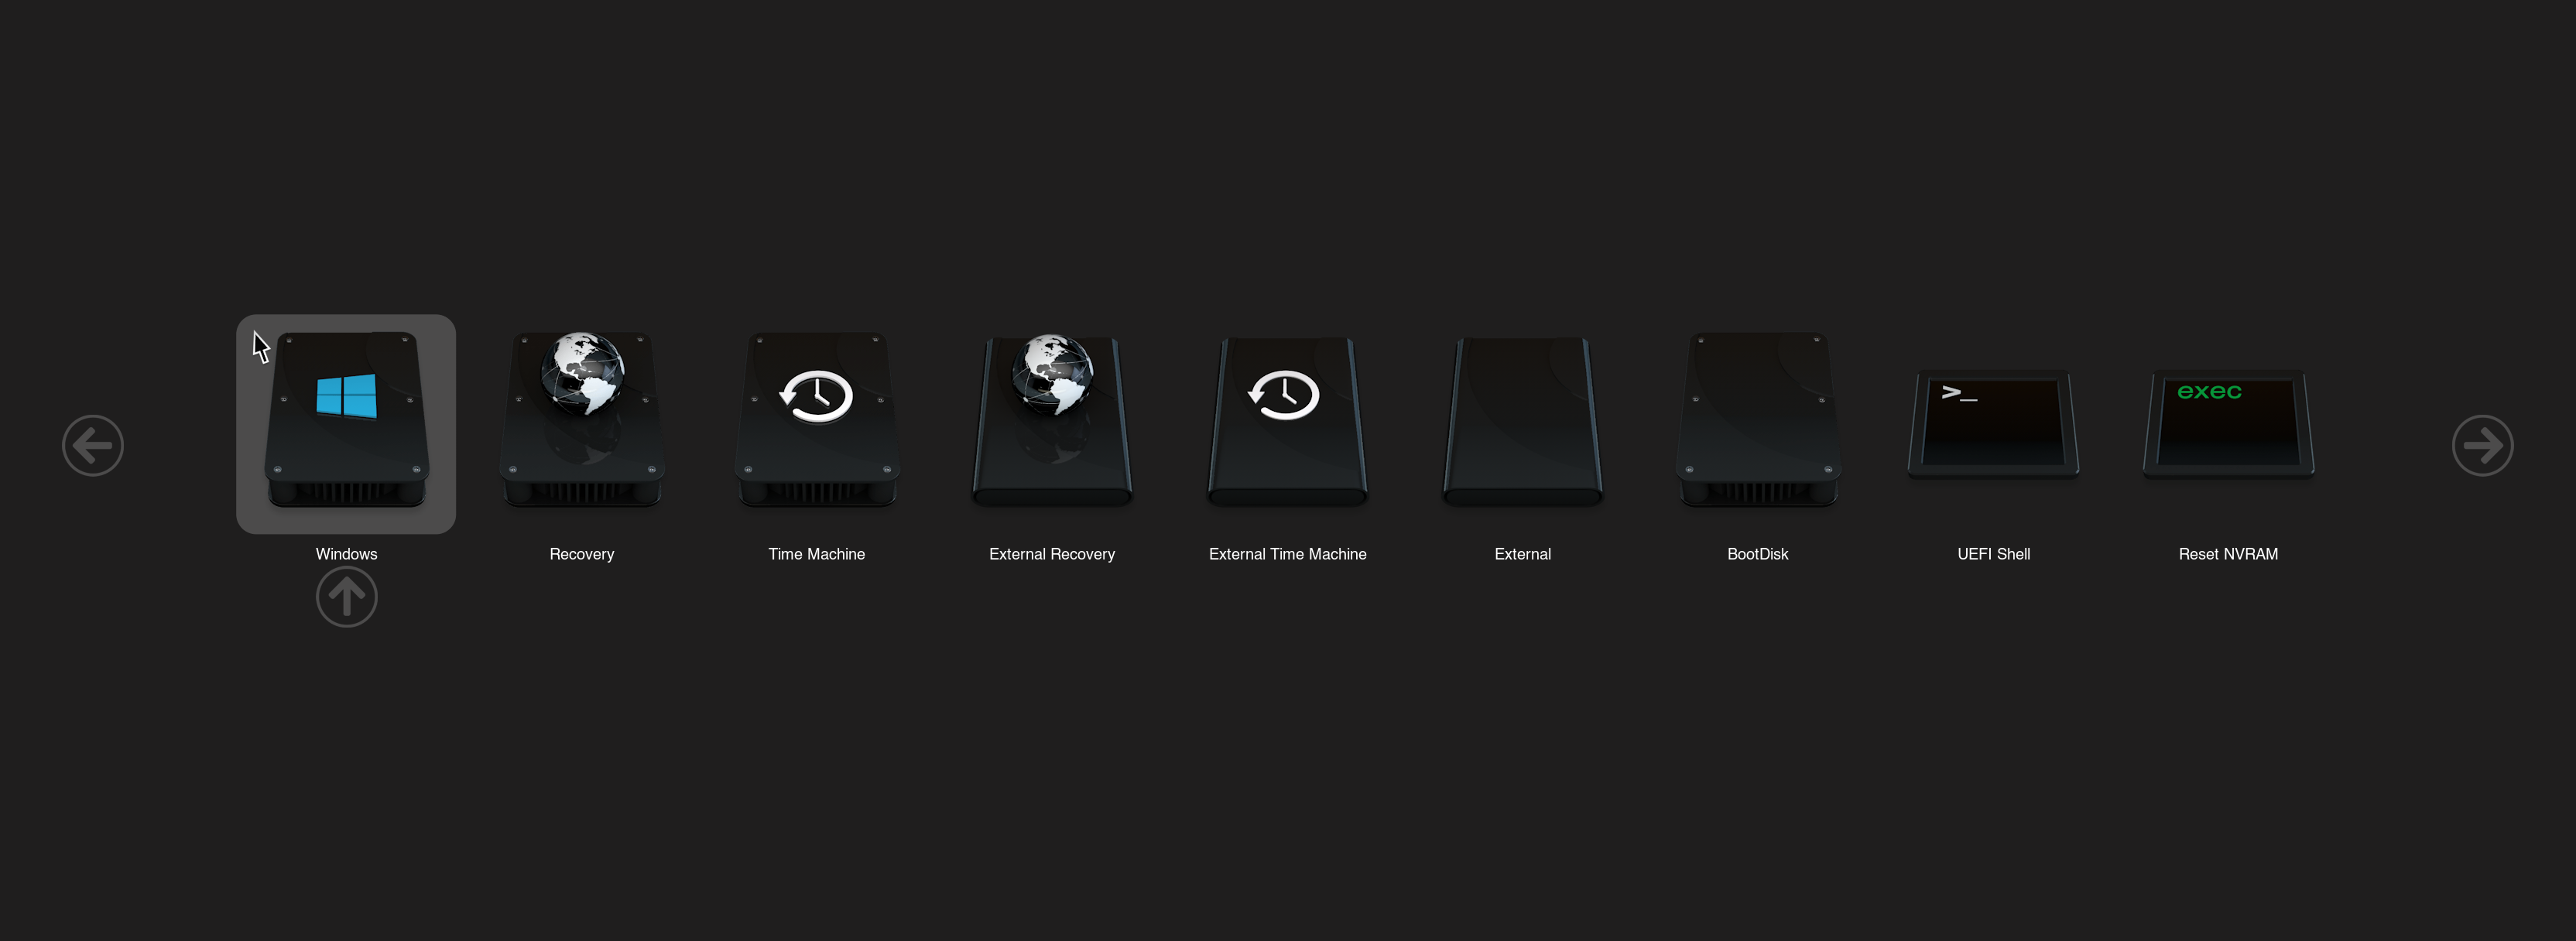 >_
exec
Windows
Recovery
Time Machine
External Recovery
External Time Machine
External
BootDisk
UEFI Shell
Reset NVRAM